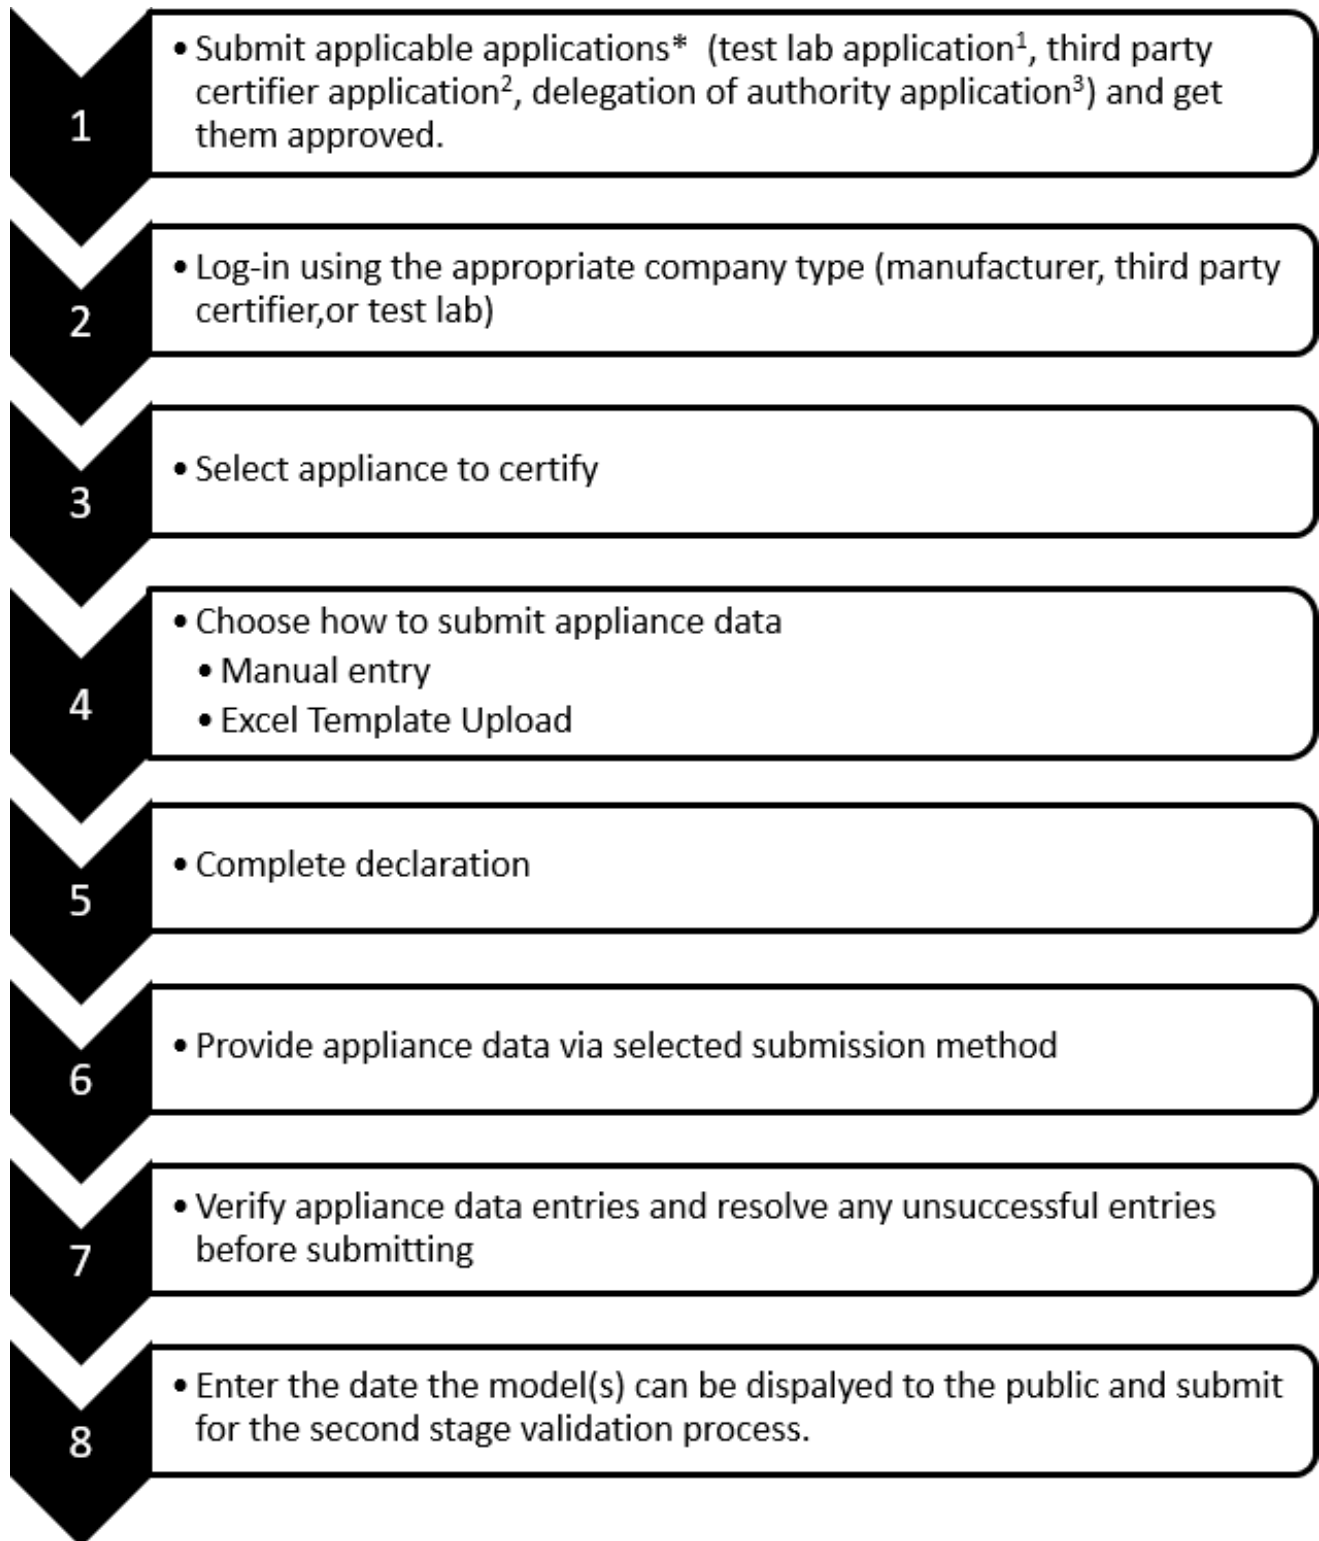 1
• Submit applicable applications* (test lab application¹, third party
certifier application², delegation of authority application³) and get
them approved.
2
• Log-in using the appropriate company type (manufacturer, third party
certifier,or test lab)
3
• Select appliance to certify
4
• Choose how to submit appliance data
• Manual entry
• Excel Template Upload
5
• Complete declaration
6
• Provide appliance data via selected submission method
7
• Verify appliance data entries and resolve any unsuccessful entries
before submitting
8
• Enter the date the model(s) can be dispalyed to the public and submit
for the second stage validation process.